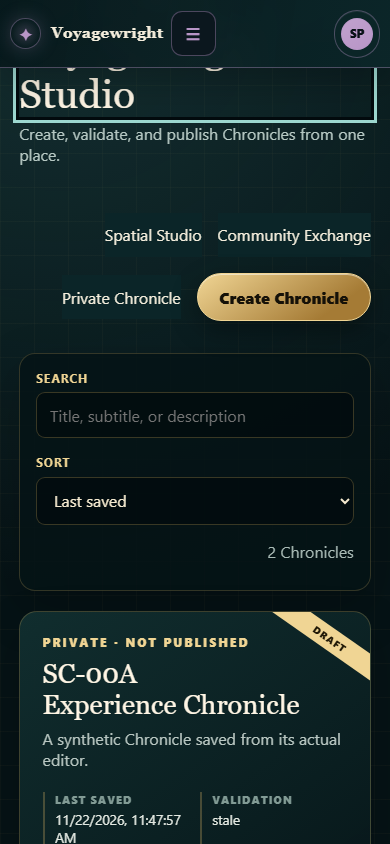 Voyagewright
SP
Studio
Create, validate, and publish Chronicles from one
place.
Spatial Studio
Community Exchange
Private Chronicle
Create Chronicle
SEARCH
Title, subtitle, or description
SORT
Last saved
2 Chronicles
DRAFT
PRIVATE · NOT PUBLISHED
SC-00A
Experience Chronicle
A synthetic Chronicle saved from its actual
editor.
LAST SAVED
11/22/2026, 11:47:57
AM
VALIDATION
stale